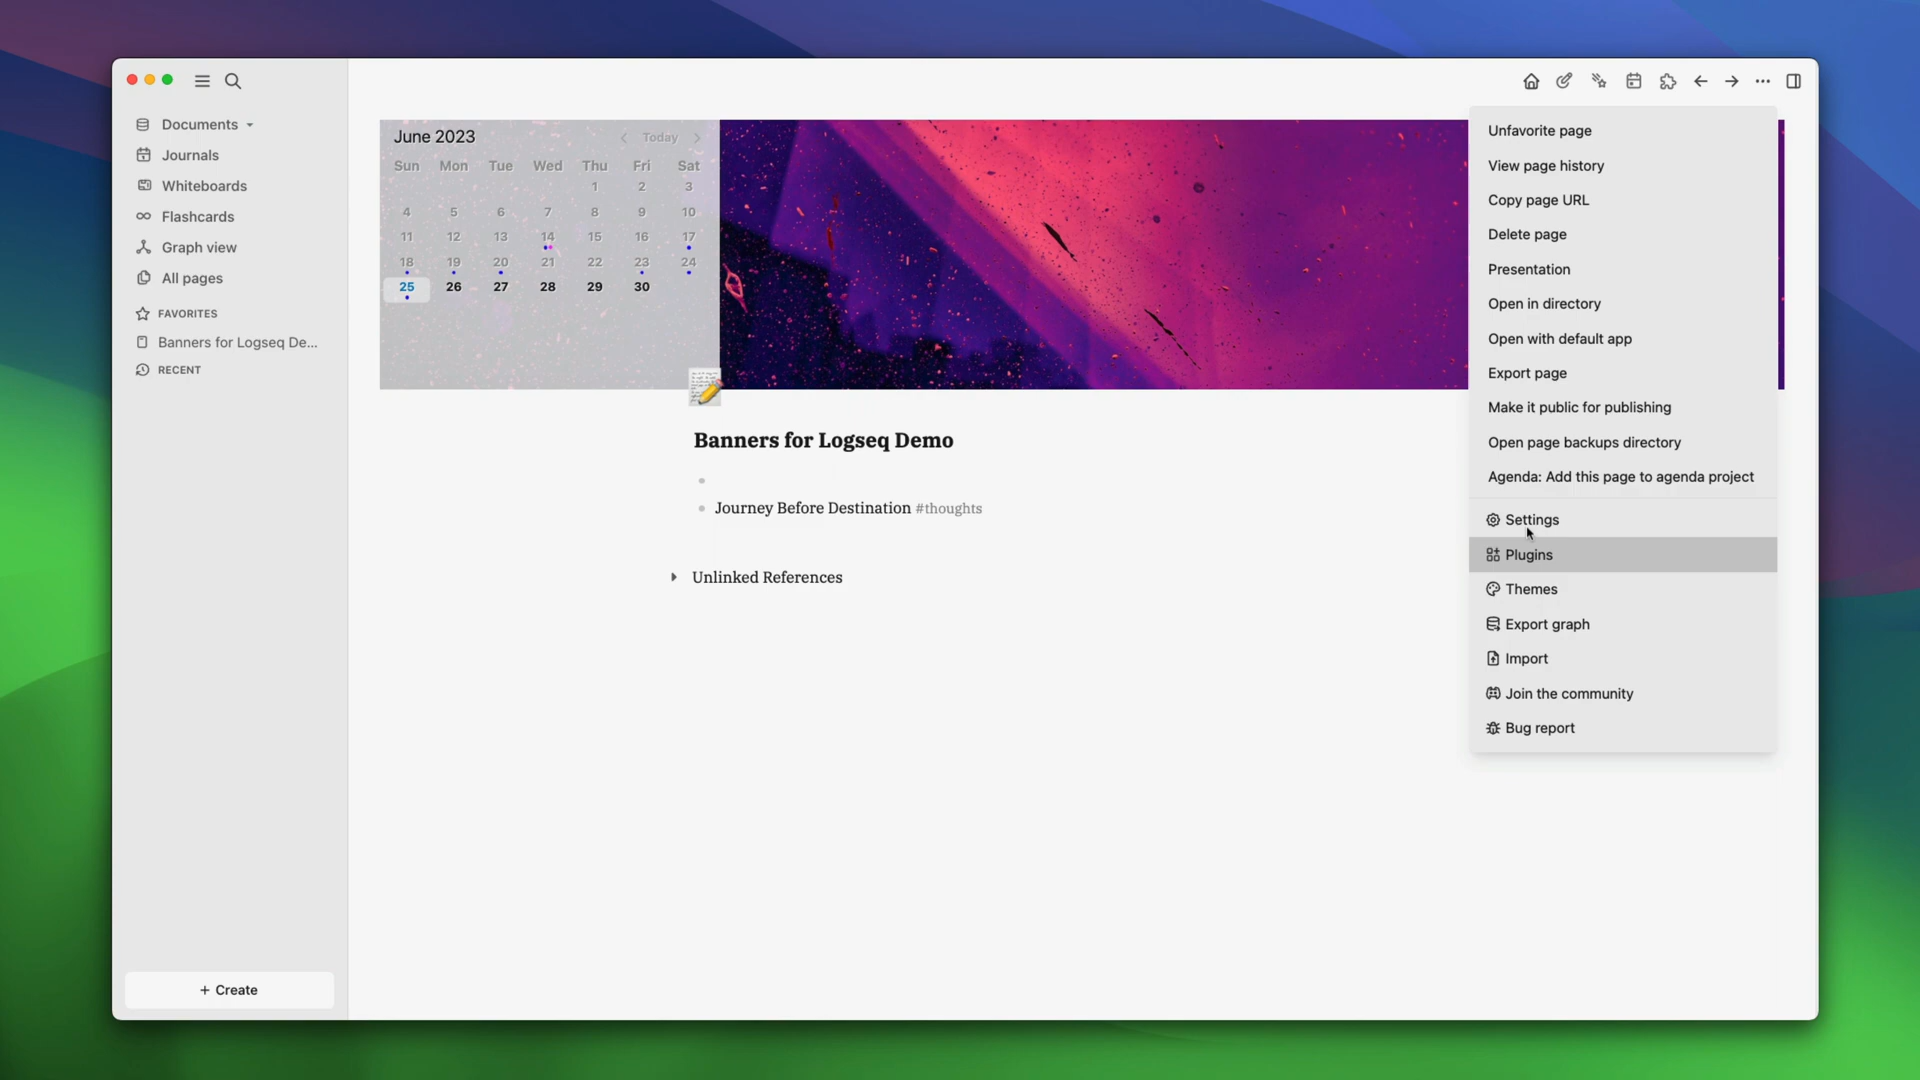 Documents
Journals
Whiteboards
Flashcards
Graph view
All pages
FAVORITES
Banners for Logseq De...
RECENT
+ Create
June 2023
Today
Sun Mon Tue Wed Thu Fri Sat
1 2 3
4 5 6 7 8 9 10
11 12 13 14 15 16 17
18 19 20 21 22 23 24
25 26 27 28 29 30
Banners for Logseq Demo
Journey Before Destination #thoughts
Unlinked References
Unfavorite page
View page history
Copy page URL
Delete page
Presentation
Open in directory
Open with default app
Export page
Make it public for publishing
Open page backups directory
Agenda: Add this page to agenda project
Settings
Plugins
Themes
Export graph
Import
Join the community
Bug report